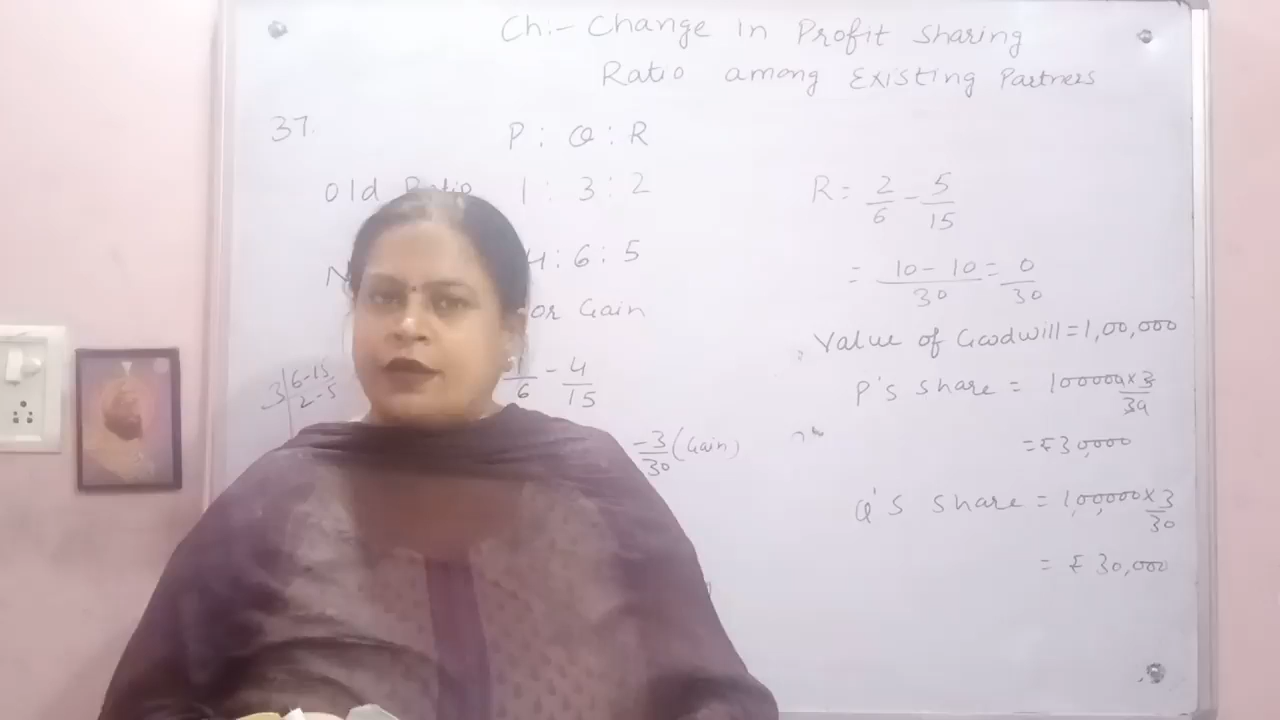 Ch:- Change in Profit Sharing
Ratio among Existing Partners
37.
P : Q : R
Old Ratio 1 : 3 : 2
4 : 6 : 5
or Gain
3 | 6-15
2-5
1/6 - 4/15
-3/30 (Gain)
R = 2/6 - 5/15
= 10-10/30 = 0/30
Value of Goodwill = 1,00,000
P's share = 100000 x 3/30
= ₹30,000
Q's share = 1,00,000 x 3/30
= ₹ 30,000